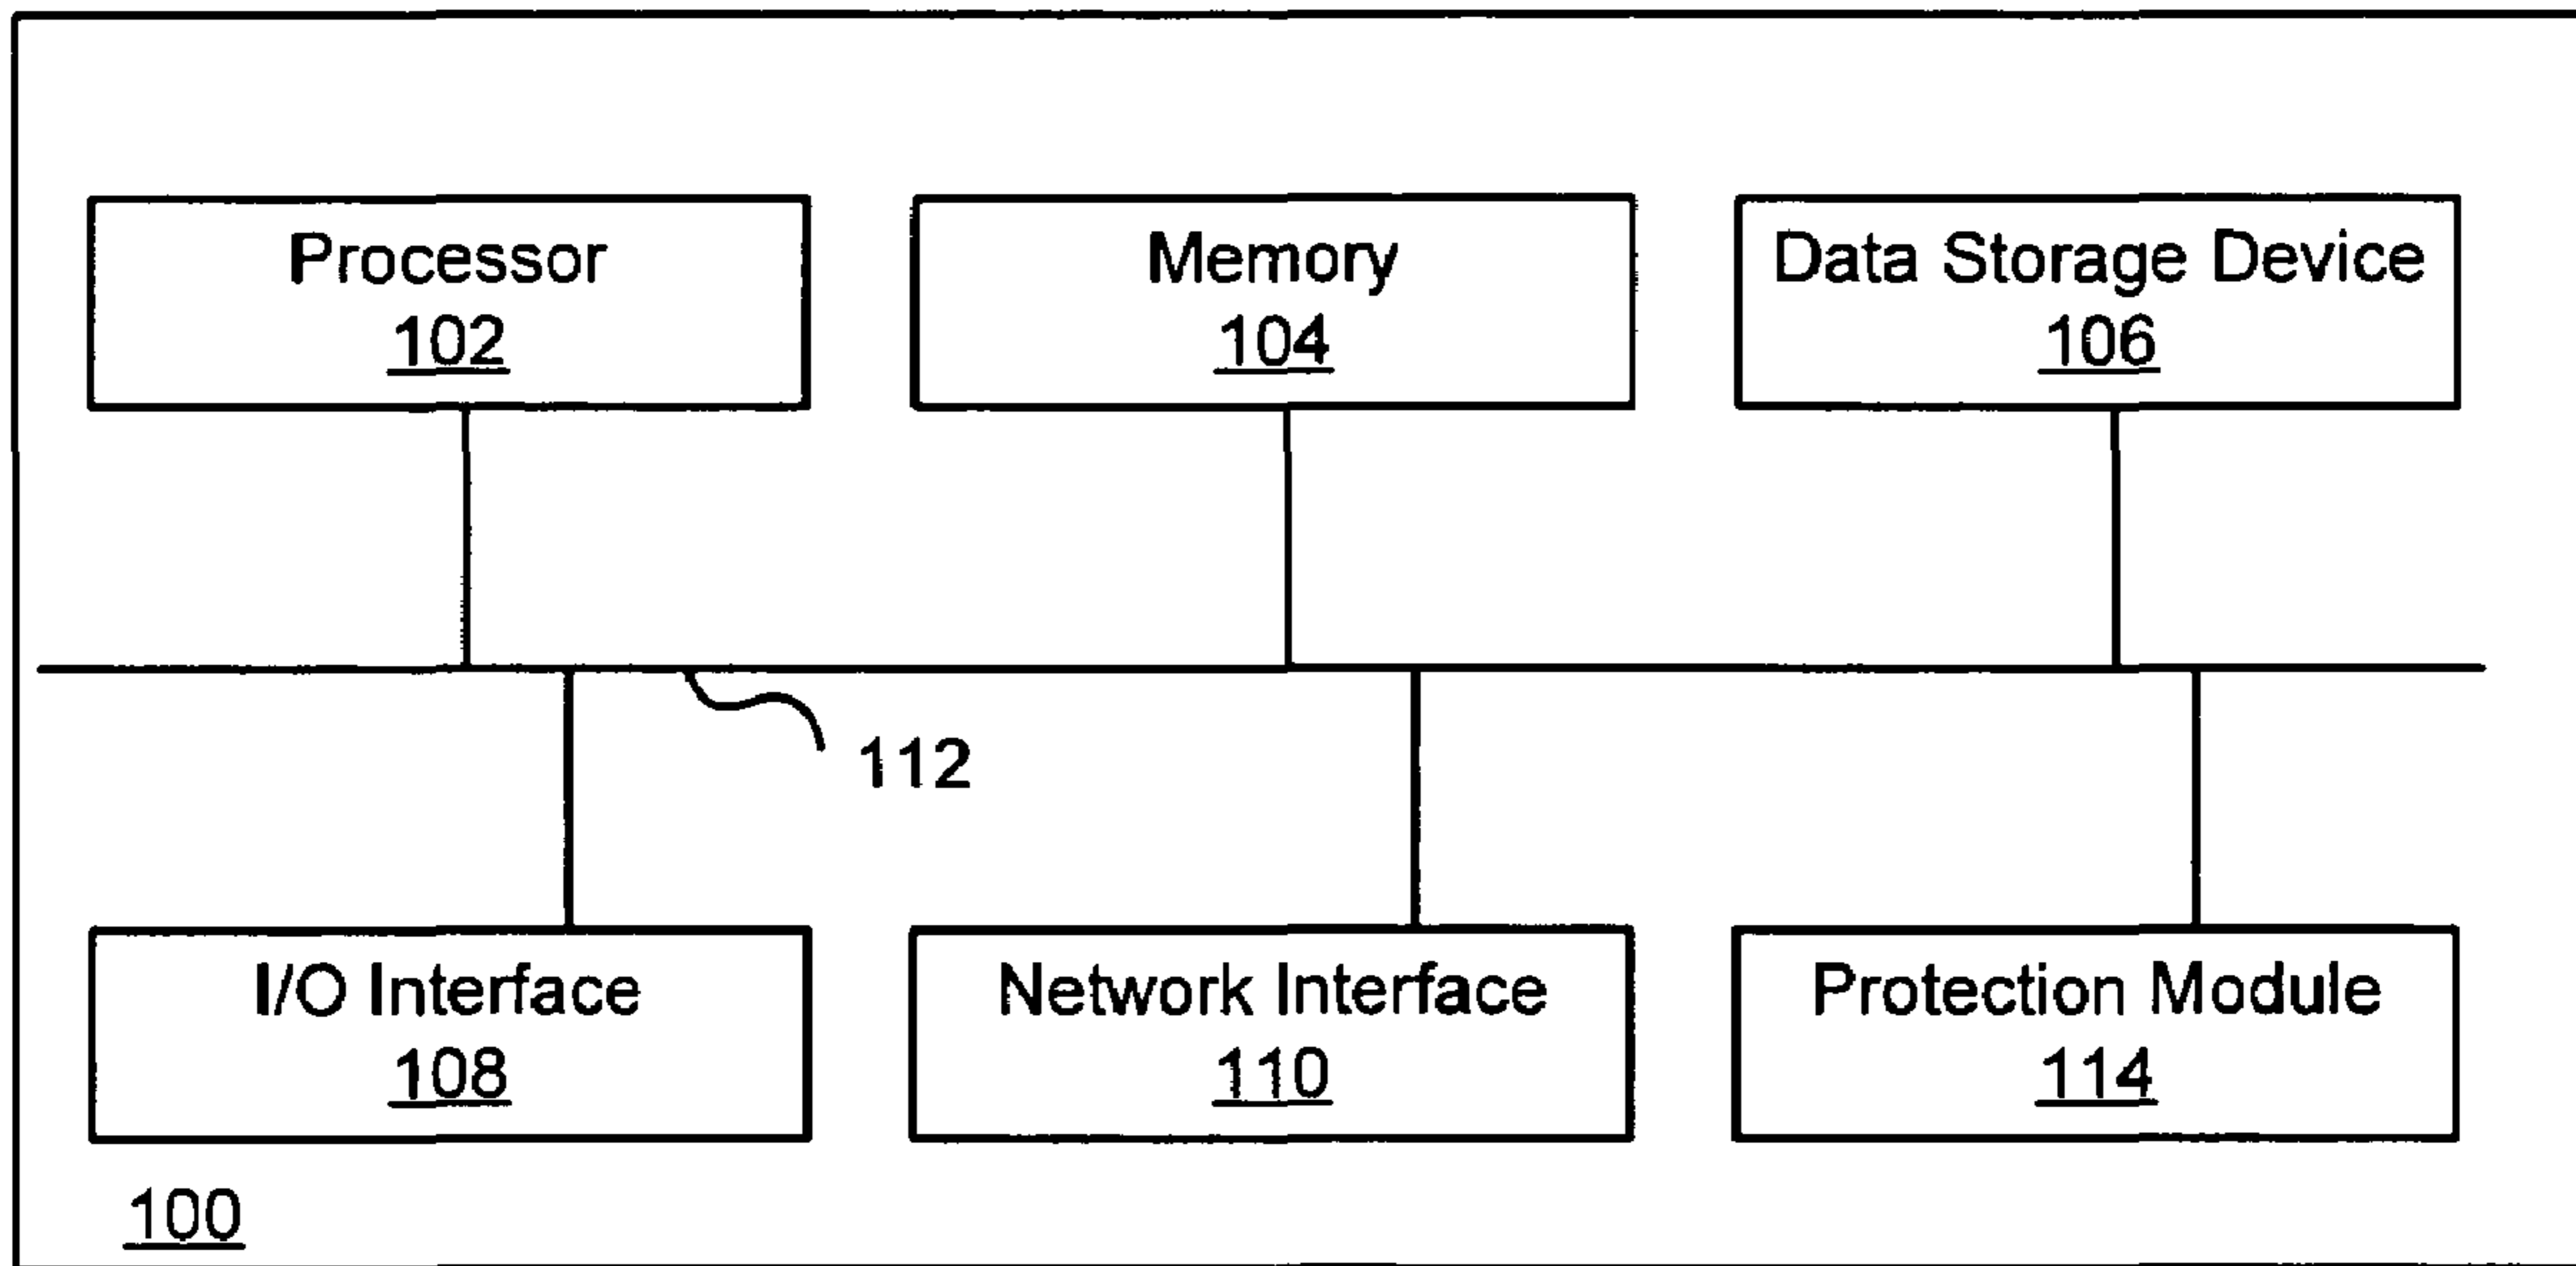 Processor
102
Memory
104
Data Storage Device
106
112
I/O Interface
108
Network Interface
110
Protection Module
114
100